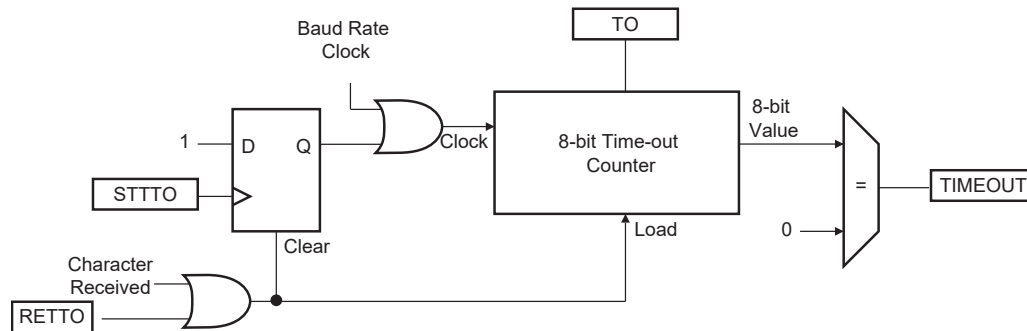 TO
Baud Rate
Clock
8-bit
Value
1
D
Q
Clock
8-bit Time-out
Counter
STTTO
=
TIMEOUT
Clear
Load
0
Character
Received
RETTO